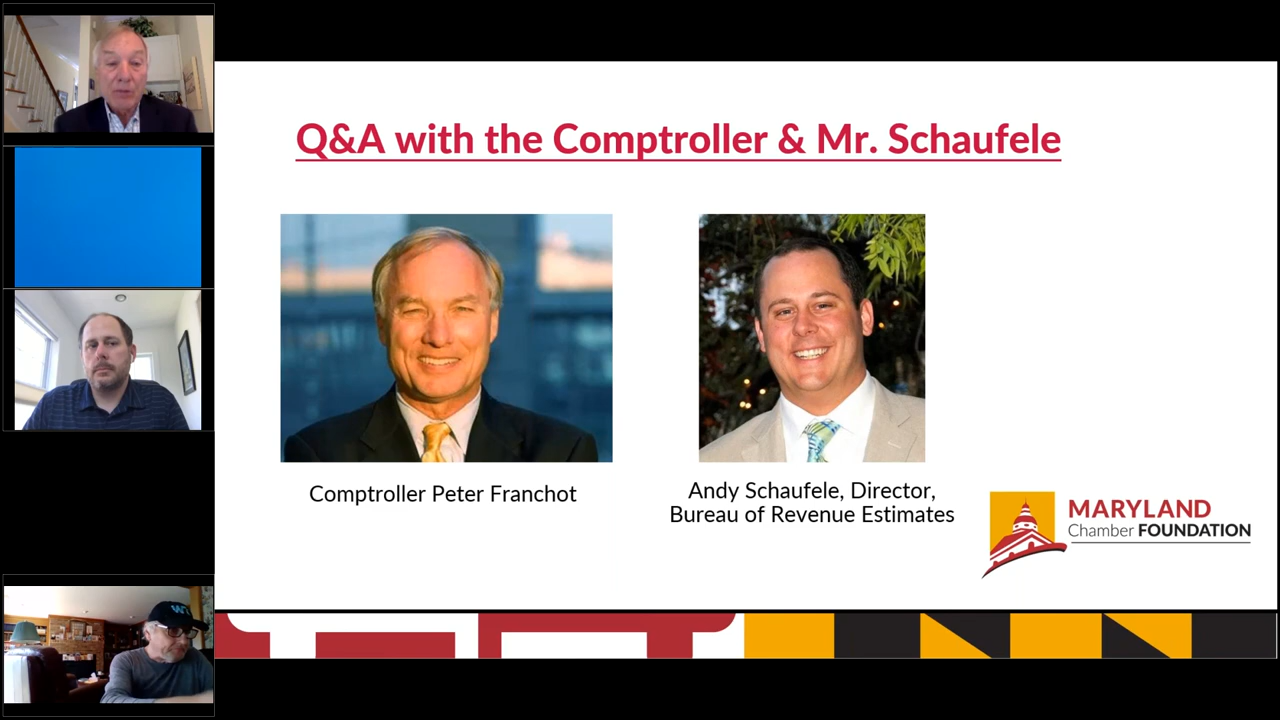 Q&A with the Comptroller & Mr. Schaufele
Comptroller Peter Franchot
Andy Schaufele, Director,
Bureau of Revenue Estimates
MARYLAND
Chamber FOUNDATION